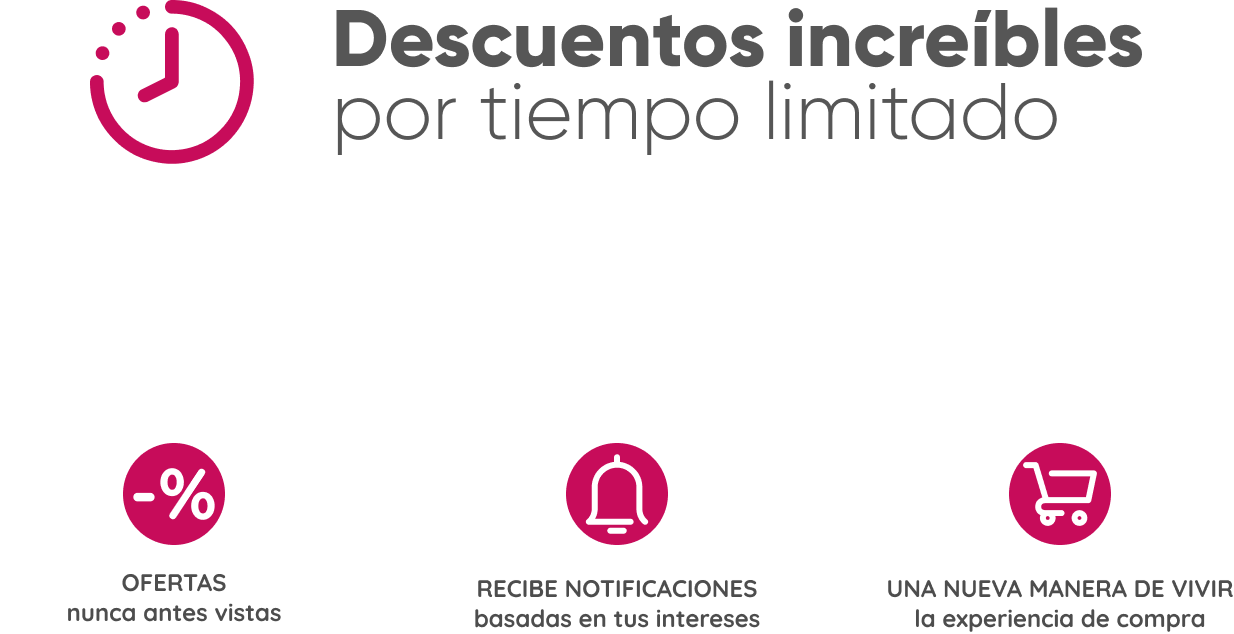 Descuentos increíbles
por tiempo limitado
-%
OFERTAS
nunca antes vistas
RECIBE NOTIFICACIONES
basadas en tus intereses
UNA NUEVA MANERA DE VIVIR
la experiencia de compra